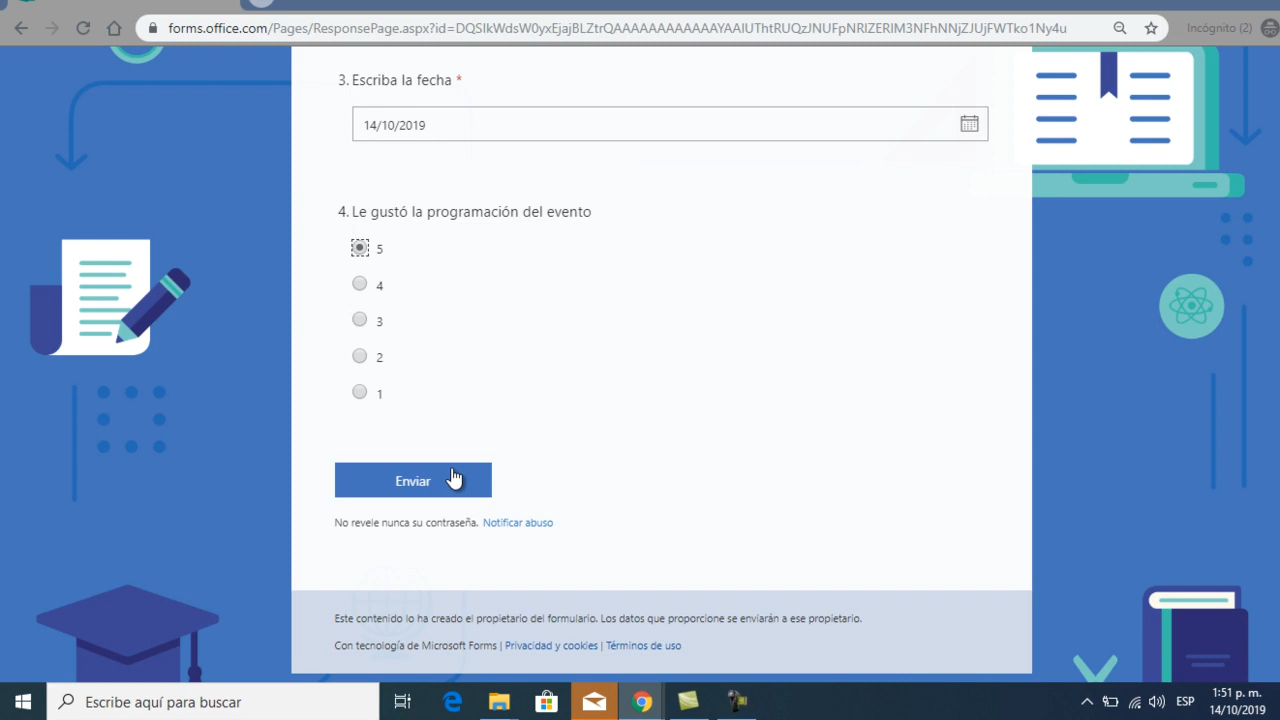 forms.office.com/Pages/ResponsePage.aspx?id=DQSIkWdsW0yxEjajBLZtrQAAAAAAAAAAAAYAAIUThtRUQzJNUFpNRlZERlM3NFhNNjZJUjFWTko1Ny4u
Incógnito (2)
3. Escriba la fecha *
14/10/2019
4. Le gustó la programación del evento
5
4
3
2
1
Enviar
No revele nunca su contraseña. Notificar abuso
Este contenido lo ha creado el propietario del formulario. Los datos que proporcione se enviarán a ese propietario.
Con tecnología de Microsoft Forms | Privacidad y cookies | Términos de uso
Escribe aquí para buscar
ESP
1:51 p. m.
14/10/2019